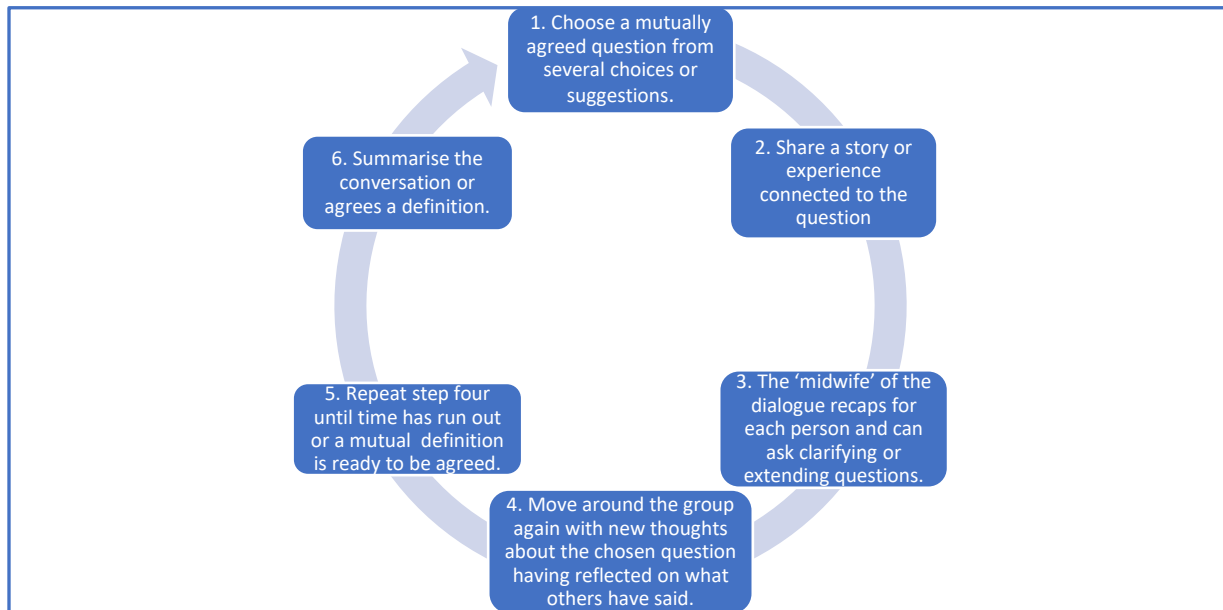 1. Choose a mutually
agreed question from
several choices or
suggestions.
2. Share a story or
experience
connected to the
question
3. The ‘midwife’ of the
dialogue recaps for
each person and can
ask clarifying or
extending questions.
4. Move around the group
again with new thoughts
about the chosen question
having reflected on what
others have said.
5. Repeat step four
until time has run out
or a mutual definition
is ready to be agreed.
6. Summarise the
conversation or
agrees a definition.